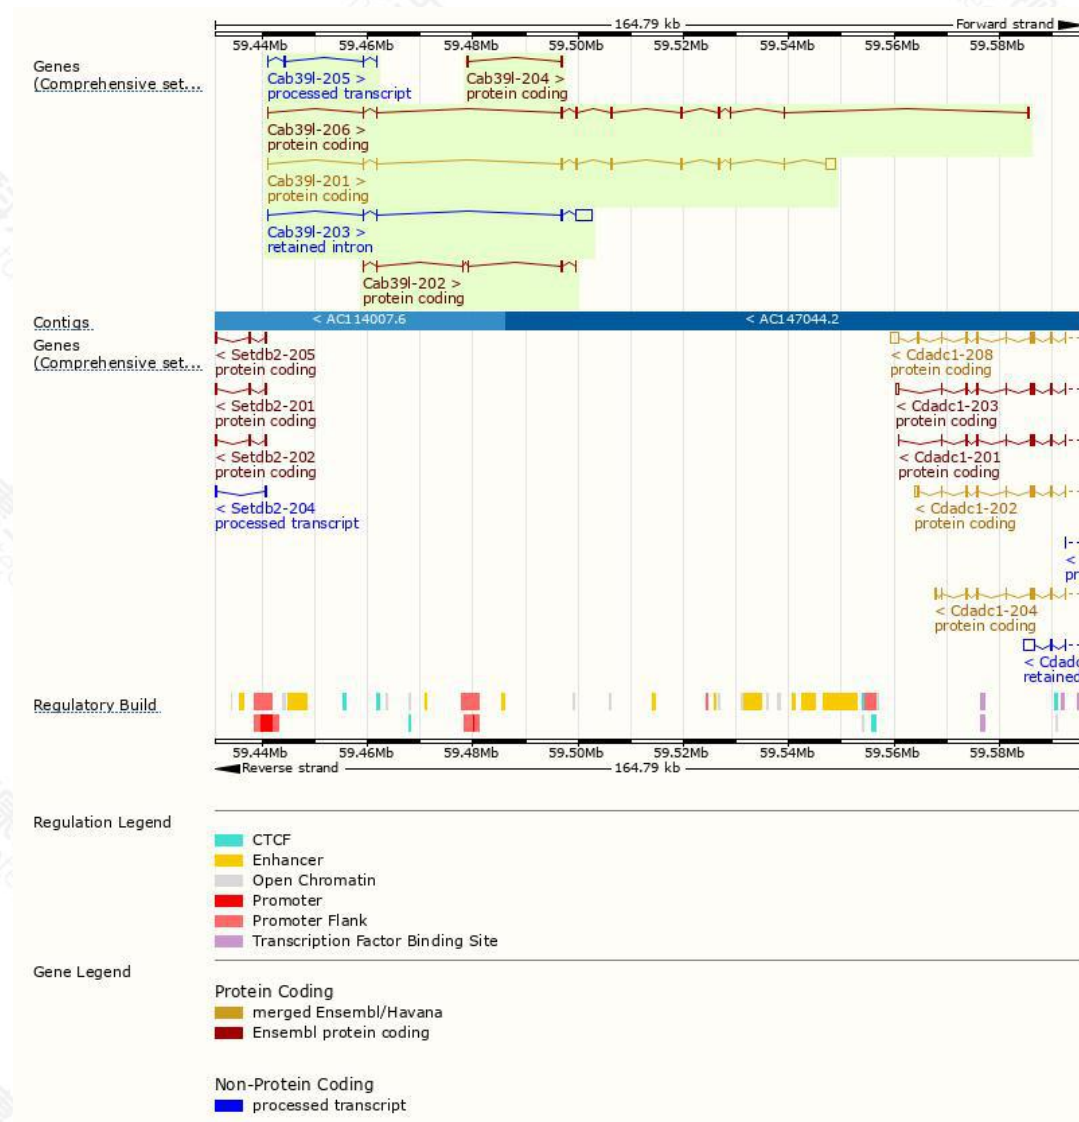 164.79 kb
Forward strand
59.44Mb 59.46Mb 59.48Mb 59.50Mb 59.52Mb 59.54Mb 59.56Mb 59.58Mb
Genes
(Comprehensive set...
Cab39l-205 >
processed transcript
Cab39l-204 >
protein coding
Cab39l-206 >
protein coding
Cab39l-201 >
protein coding
Cab39l-203 >
retained intron
Cab39l-202 >
protein coding
Contigs
< AC114007.6
< AC147044.2
Genes
(Comprehensive set...
< Setdb2-205
protein coding
< Cdadc1-208
protein coding
< Setdb2-201
protein coding
< Cdadc1-203
protein coding
< Setdb2-202
protein coding
< Cdadc1-201
protein coding
< Setdb2-204
processed transcript
< Cdadc1-202
protein coding
<
pr
< Cdadc1-204
protein coding
< Cdadc
retained
Regulatory Build
59.44Mb 59.46Mb 59.48Mb 59.50Mb 59.52Mb 59.54Mb 59.56Mb 59.58Mb
Reverse strand
164.79 kb
Regulation Legend
CTCF
Enhancer
Open Chromatin
Promoter
Promoter Flank
Transcription Factor Binding Site
Gene Legend
Protein Coding
merged Ensembl/Havana
Ensembl protein coding
Non-Protein Coding
processed transcript